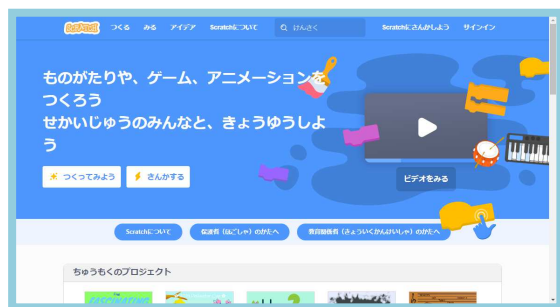 SCRATCH つくる みる アイデア Scratchについて けんさく Scratchにさんかしよう サインイン
ものがたりや、ゲーム、アニメーションを
つくろう
せかいじゅうのみんなと、きょうゆうしよ
う
つくってみよう さんかする
ビデオをみる
Scratchについて 保護者（ほごしゃ）のかたへ 教育関係者（きょういくかんけいしゃ）のかたへ
ちゅうもくのプロジェクト
FASCINATING